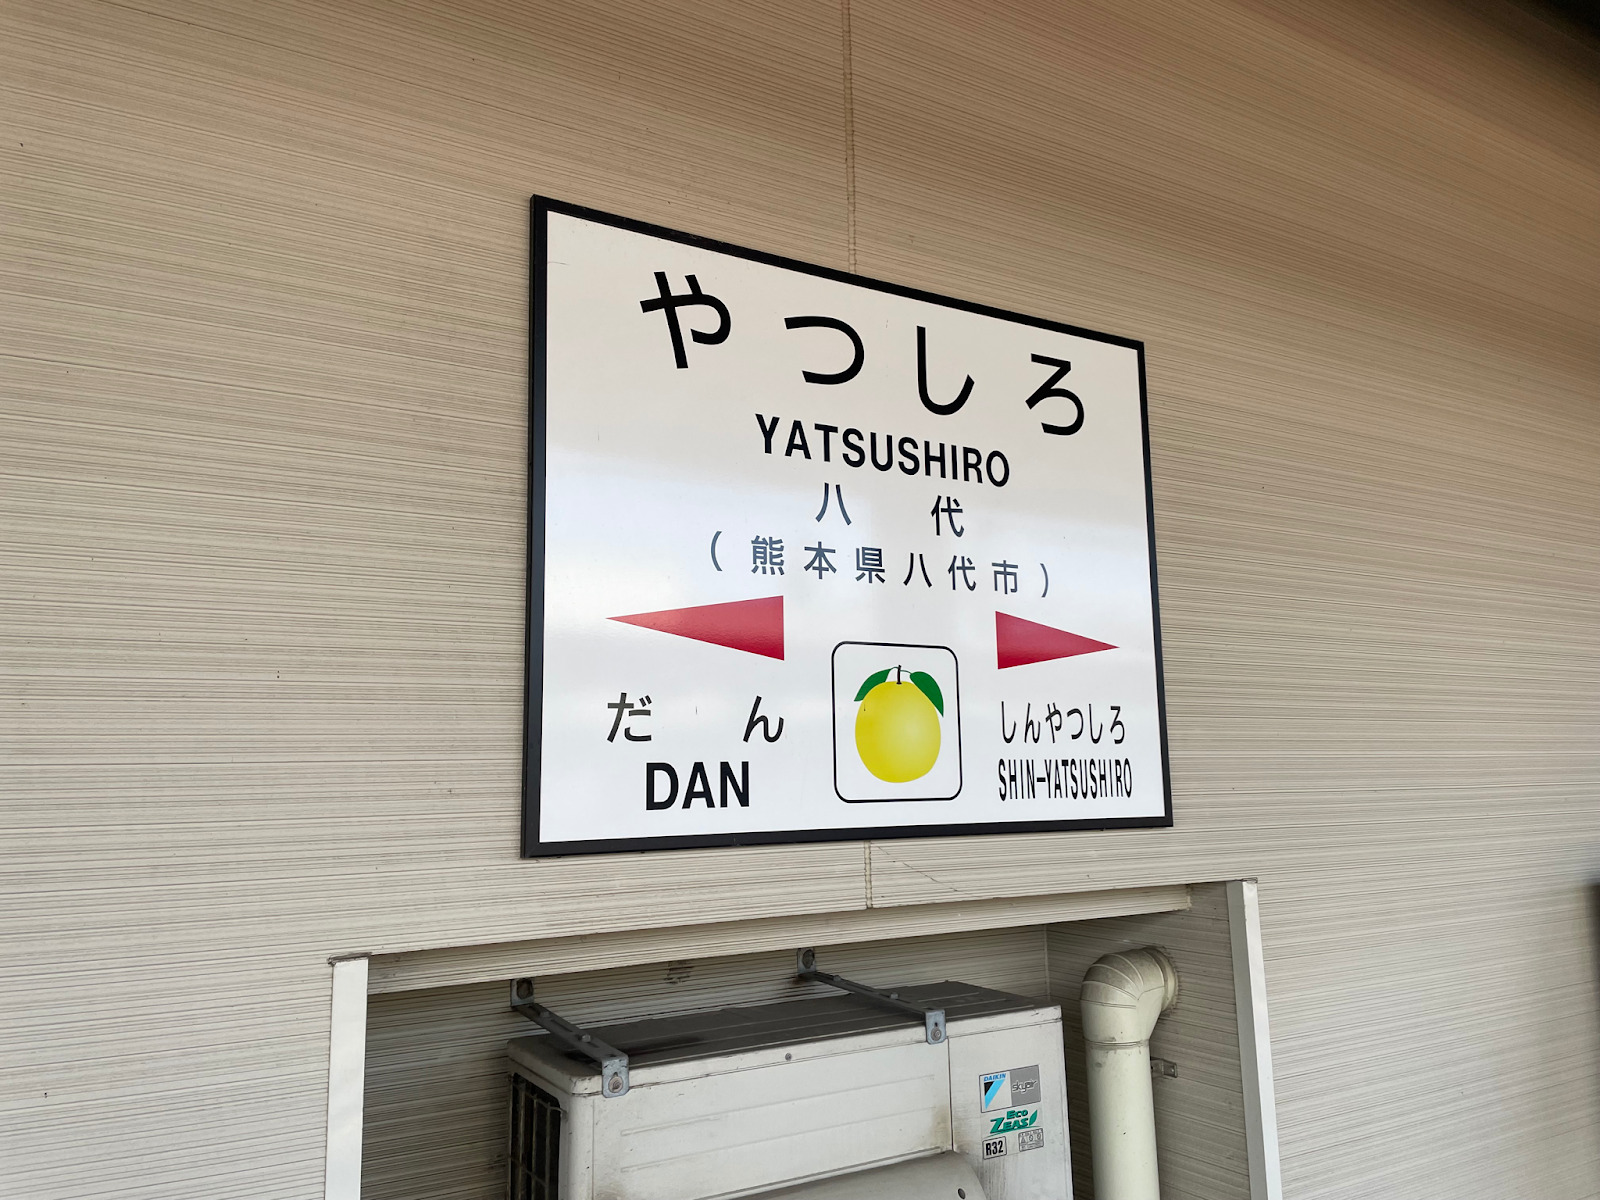 やつしろ
YATSUSHIRO
八代
(熊本県八代市)
だん
DAN
しんやつしろ
SHIN-YATSUSHIRO
DAIKIN
skyair
Eco
ZEAS
R32